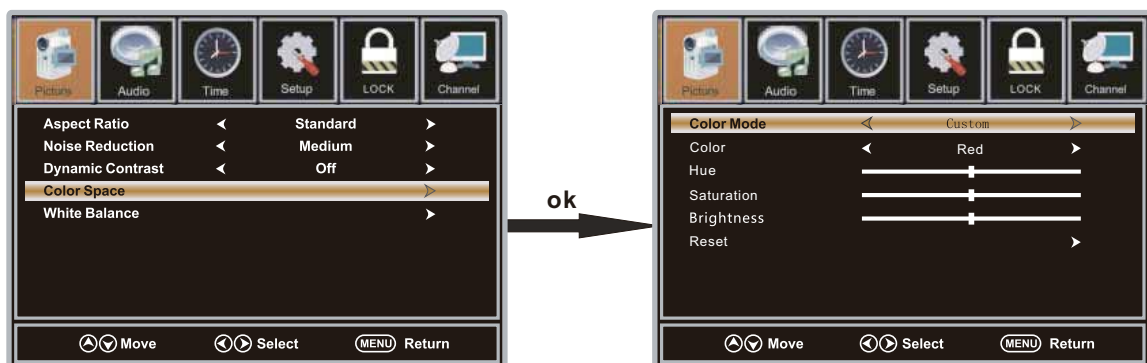 Picture Audio Time Setup LOCK Channel
Aspect Ratio Standard
Noise Reduction Medium
Dynamic Contrast Off
Color Space
White Balance
Move Select MENU Return
ok
Picture Audio Time Setup LOCK Channel
Color Mode Custom
Color Red
Hue
Saturation
Brightness
Reset
Move Select MENU Return